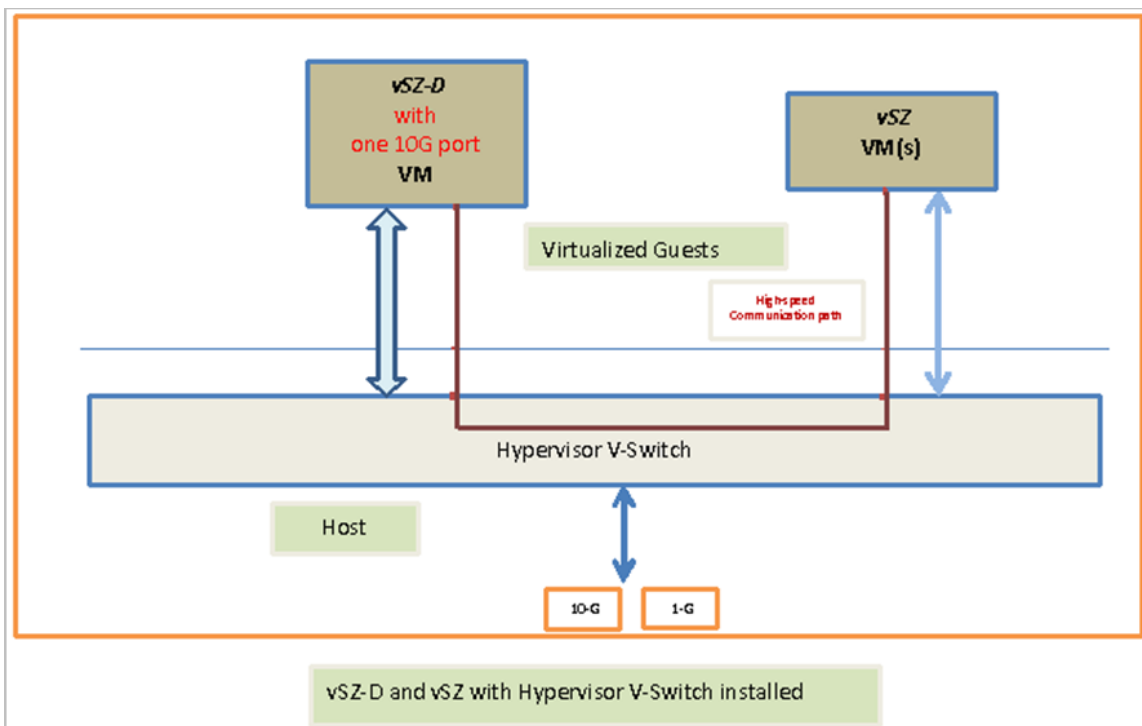 vSZ-D
with
one 10G port
VM
vSZ
VM(s)
Virtualized Guests
High-speed
Communication path
Hypervisor V-Switch
Host
10-G
1-G
vSZ-D and vSZ with Hypervisor V-Switch installed